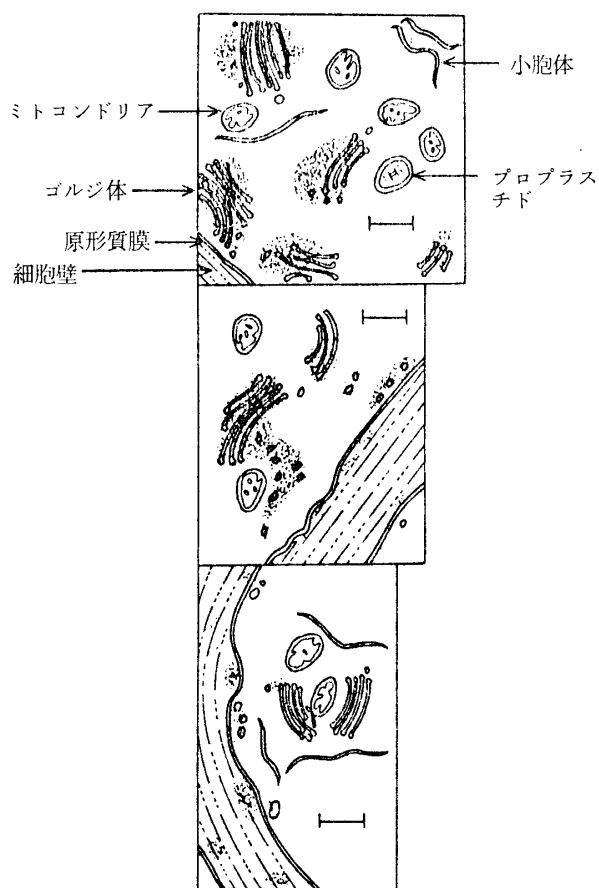 小胞体
ミトコンドリア
プロプラス
チド
ゴルジ体
原形質膜
細胞壁